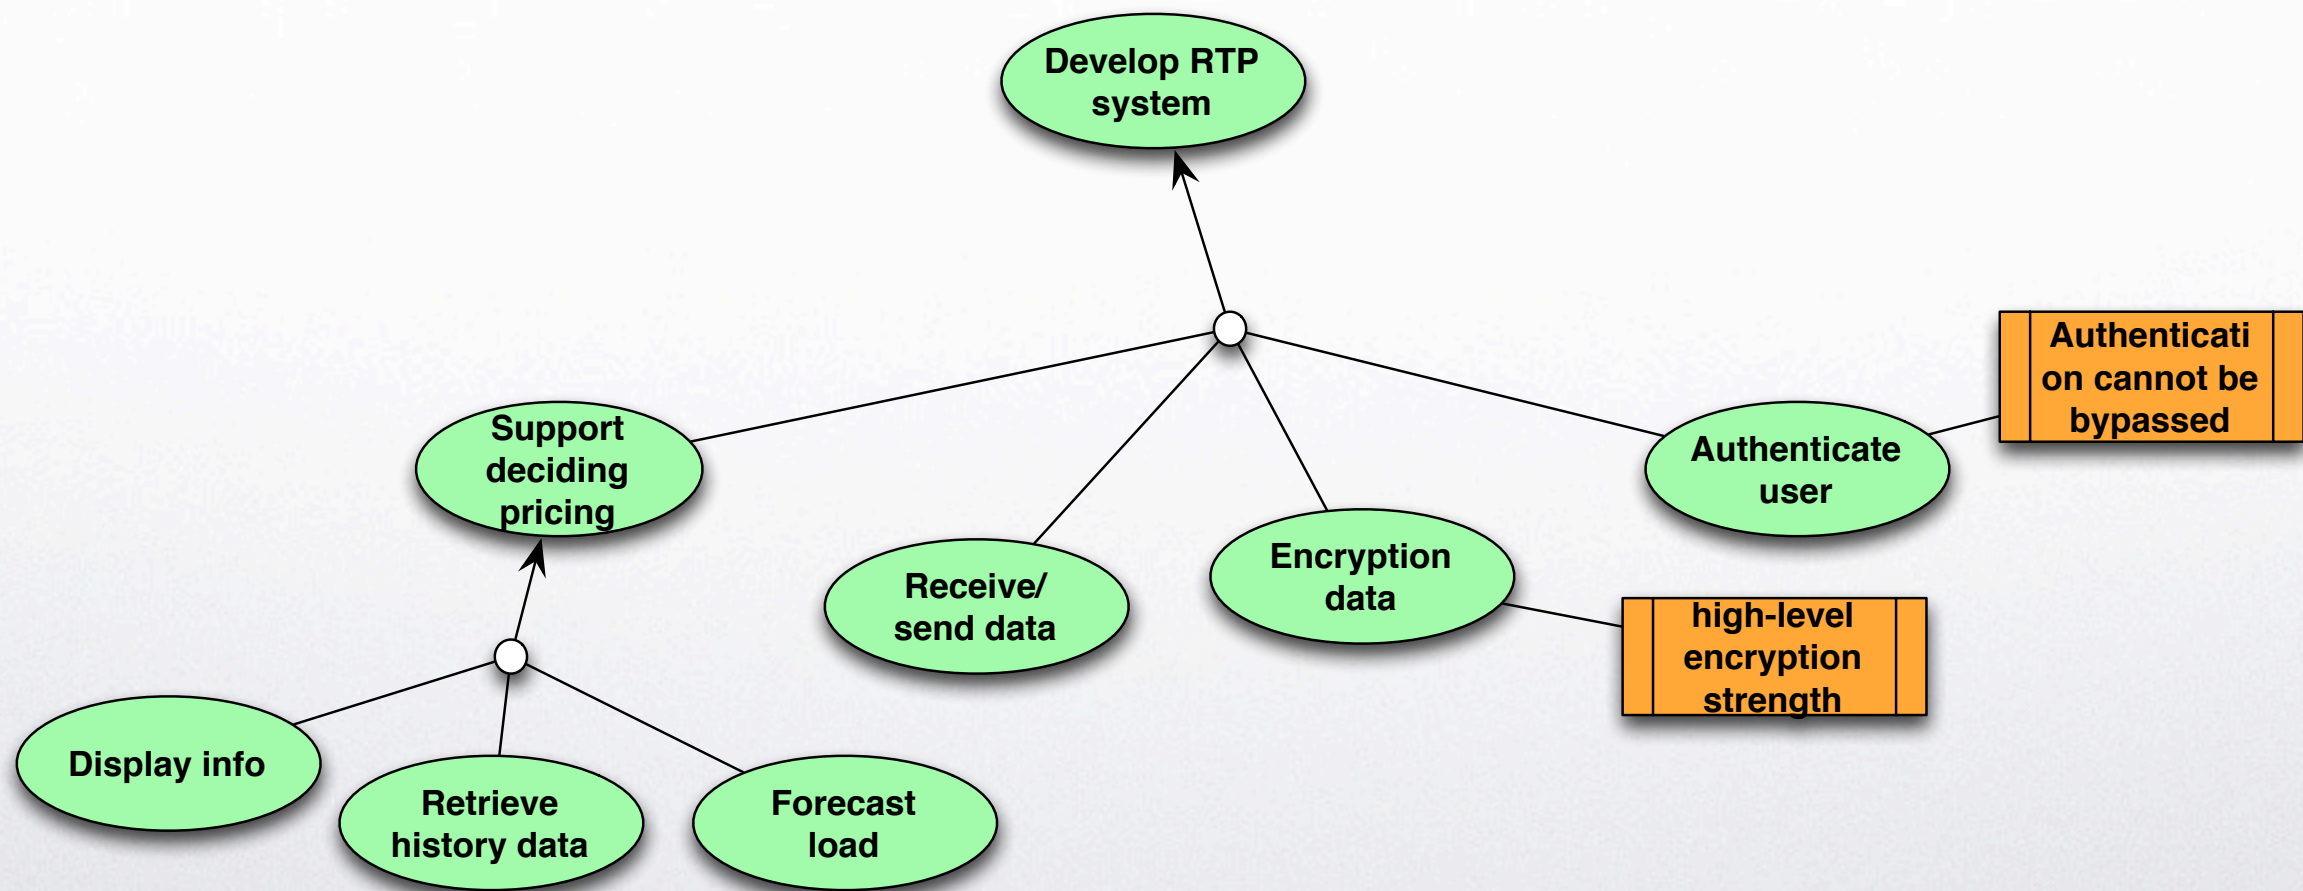 Develop RTP
system
Authenticati
on cannot be
bypassed
Support
deciding
pricing
Authenticate
user
Receive/
send data
Encryption
data
high-level
encryption
strength
Display info
Retrieve
history data
Forecast
load